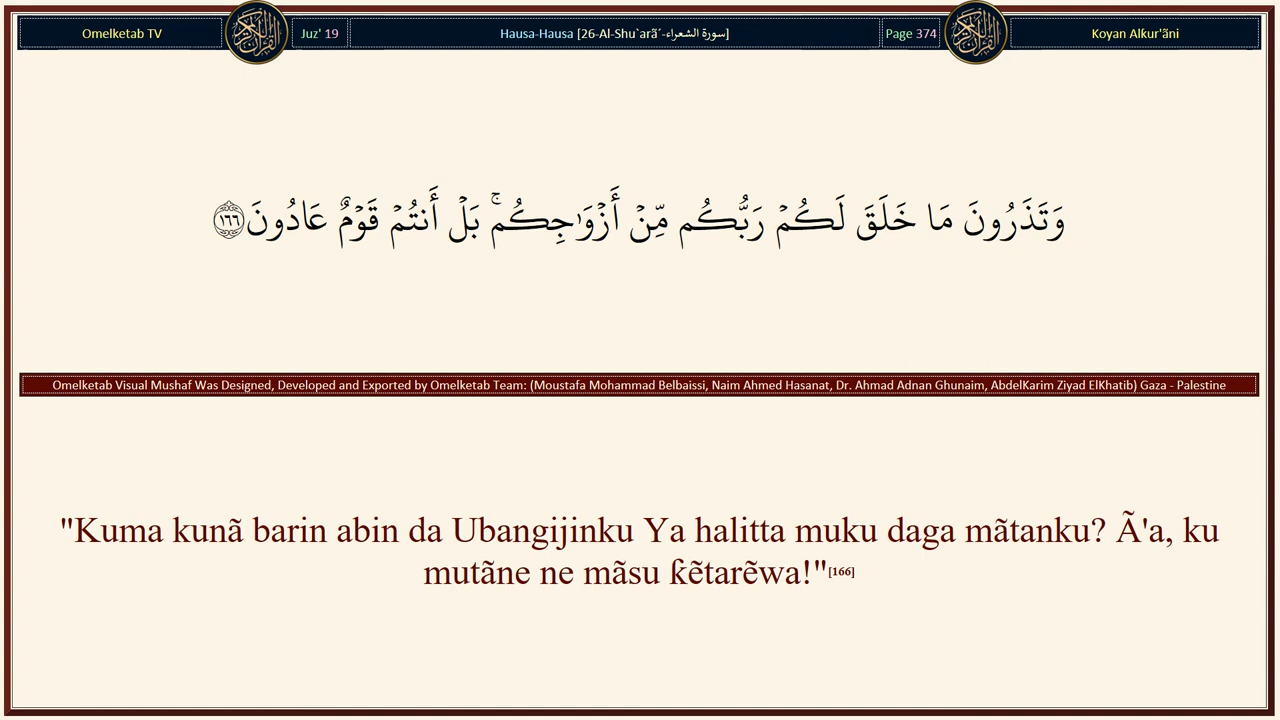 Omelketab TV
Juz' 19
Hausa-Hausa [26-Al-Shu`arã´-سورة الشعراء]
Page 374
Koyan Alƙur'ãni
وَتَذَرُونَ مَا خَلَقَ لَكُمۡ رَبُّكُم مِّنۡ أَزۡوَٰجِكُمۚ بَلۡ أَنتُمۡ قَوۡمٌ عَادُونَ ١٦٦
Omelketab Visual Mushaf Was Designed, Developed and Exported by Omelketab Team: (Moustafa Mohammad Belbaissi, Naim Ahmed Hasanat, Dr. Ahmad Adnan Ghunaim, AbdelKarim Ziyad ElKhatib) Gaza - Palestine
"Kuma kunã barin abin da Ubangijinku Ya halitta muku daga mãtanku? Ã'a, ku
mutãne ne mãsu ƙẽtarẽwa!"[166]